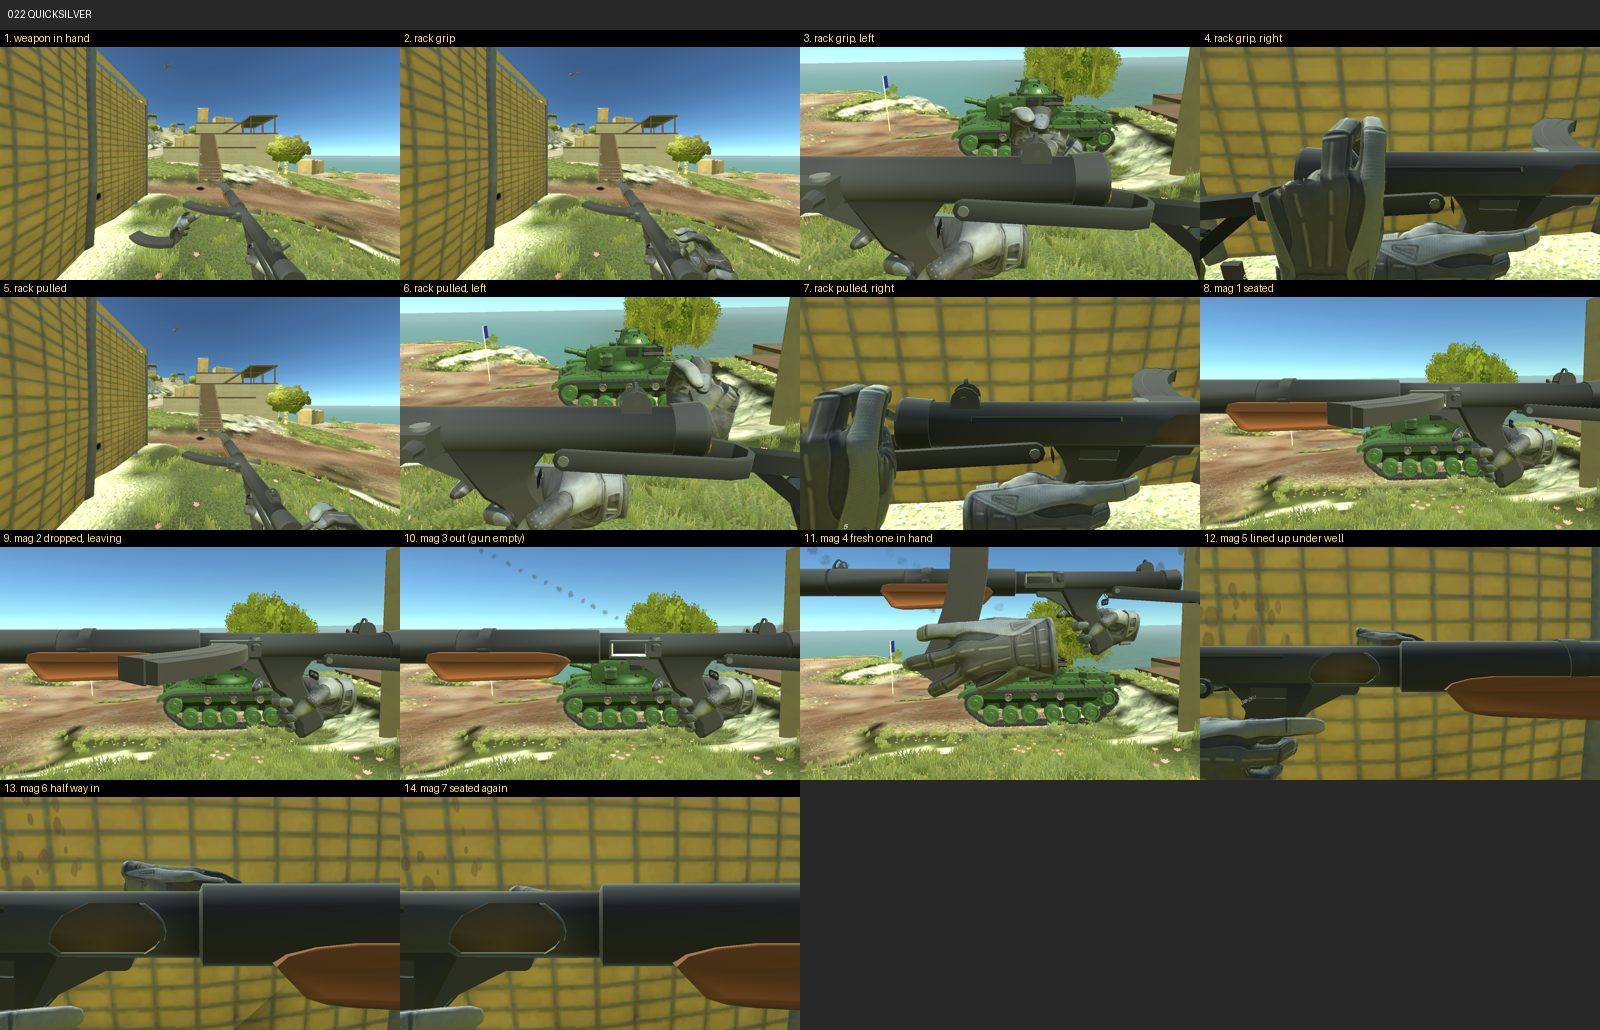 022 QUICKSILVER
1. weapon in hand
2. rack grip
3. rack grip, left
4. rack grip, right
5. rack pulled
6. rack pulled, left
7. rack pulled, right
8. mag 1 seated
9. mag 2 dropped, leaving
10. mag 3 out (gun empty)
11. mag 4 fresh one in hand
12. mag 5 lined up under well
13. mag 6 half way in
14. mag 7 seated again